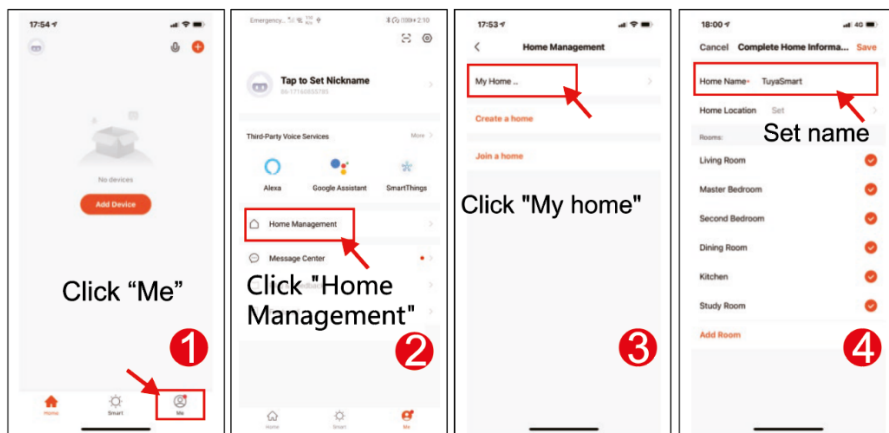 17:54
No devices
Add Device
Click “Me”
1
Home
Smart
Me
Emergency..
2:10
Tap to Set Nickname
Third-Party Voice Services
More
Alexa
Google Assistant
SmartThings
Home Management
Message Center
Click "Home
Management"
2
Home
Smart
Me
17:53
Home Management
My Home ..
Create a home
Join a home
Click "My home"
3
18:00
4G
Cancel
Complete Home Informa...
Save
Home Name*
TuyaSmart
Home Location
Set
Set name
Rooms:
Living Room
Master Bedroom
Second Bedroom
Dining Room
Kitchen
Study Room
Add Room
4